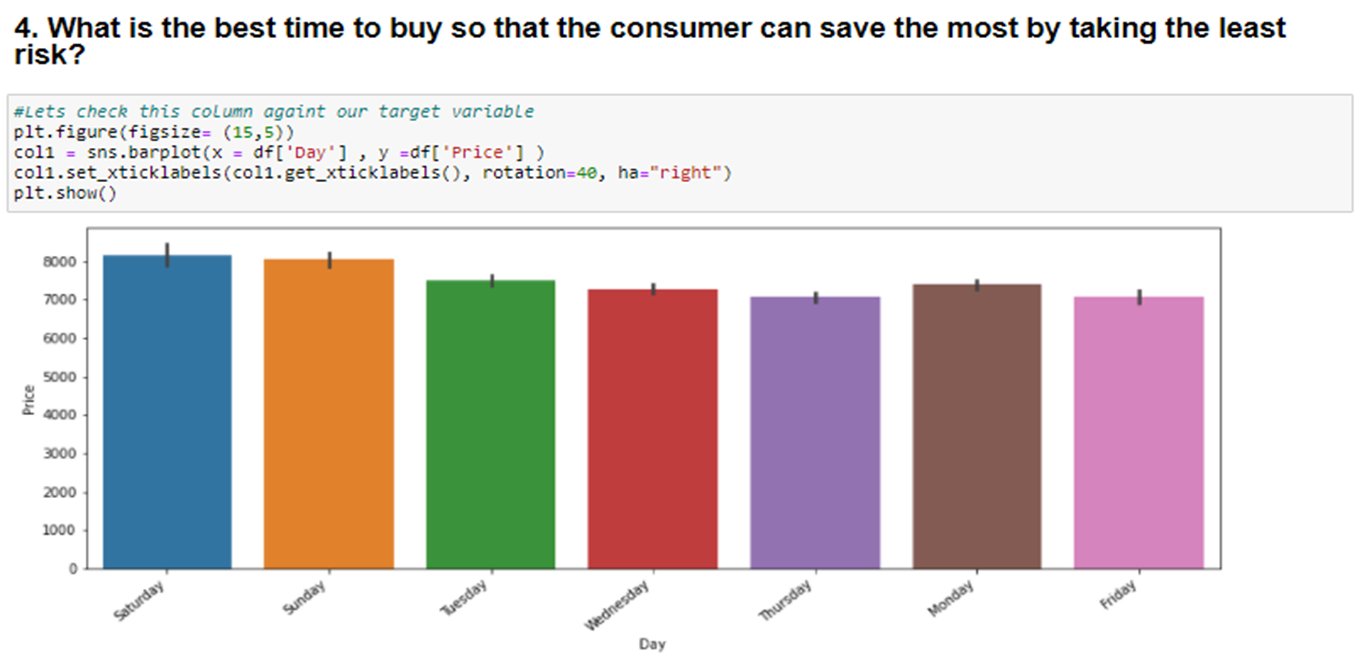 4. What is the best time to buy so that the consumer can save the most by taking the least
risk?
#Lets check this column againt our target variable
plt.figure(figsize= (15,5))
col1 = sns.barplot(x = df['Day'] , y =df['Price'] )
col1.set_xticklabels(col1.get_xticklabels(), rotation=40, ha="right")
plt.show()
8000
7000
6000
5000
4000
3000
2000
1000
0
Price
Saturday
Sunday
Tuesday
Wednesday
Thursday
Monday
Friday
Day